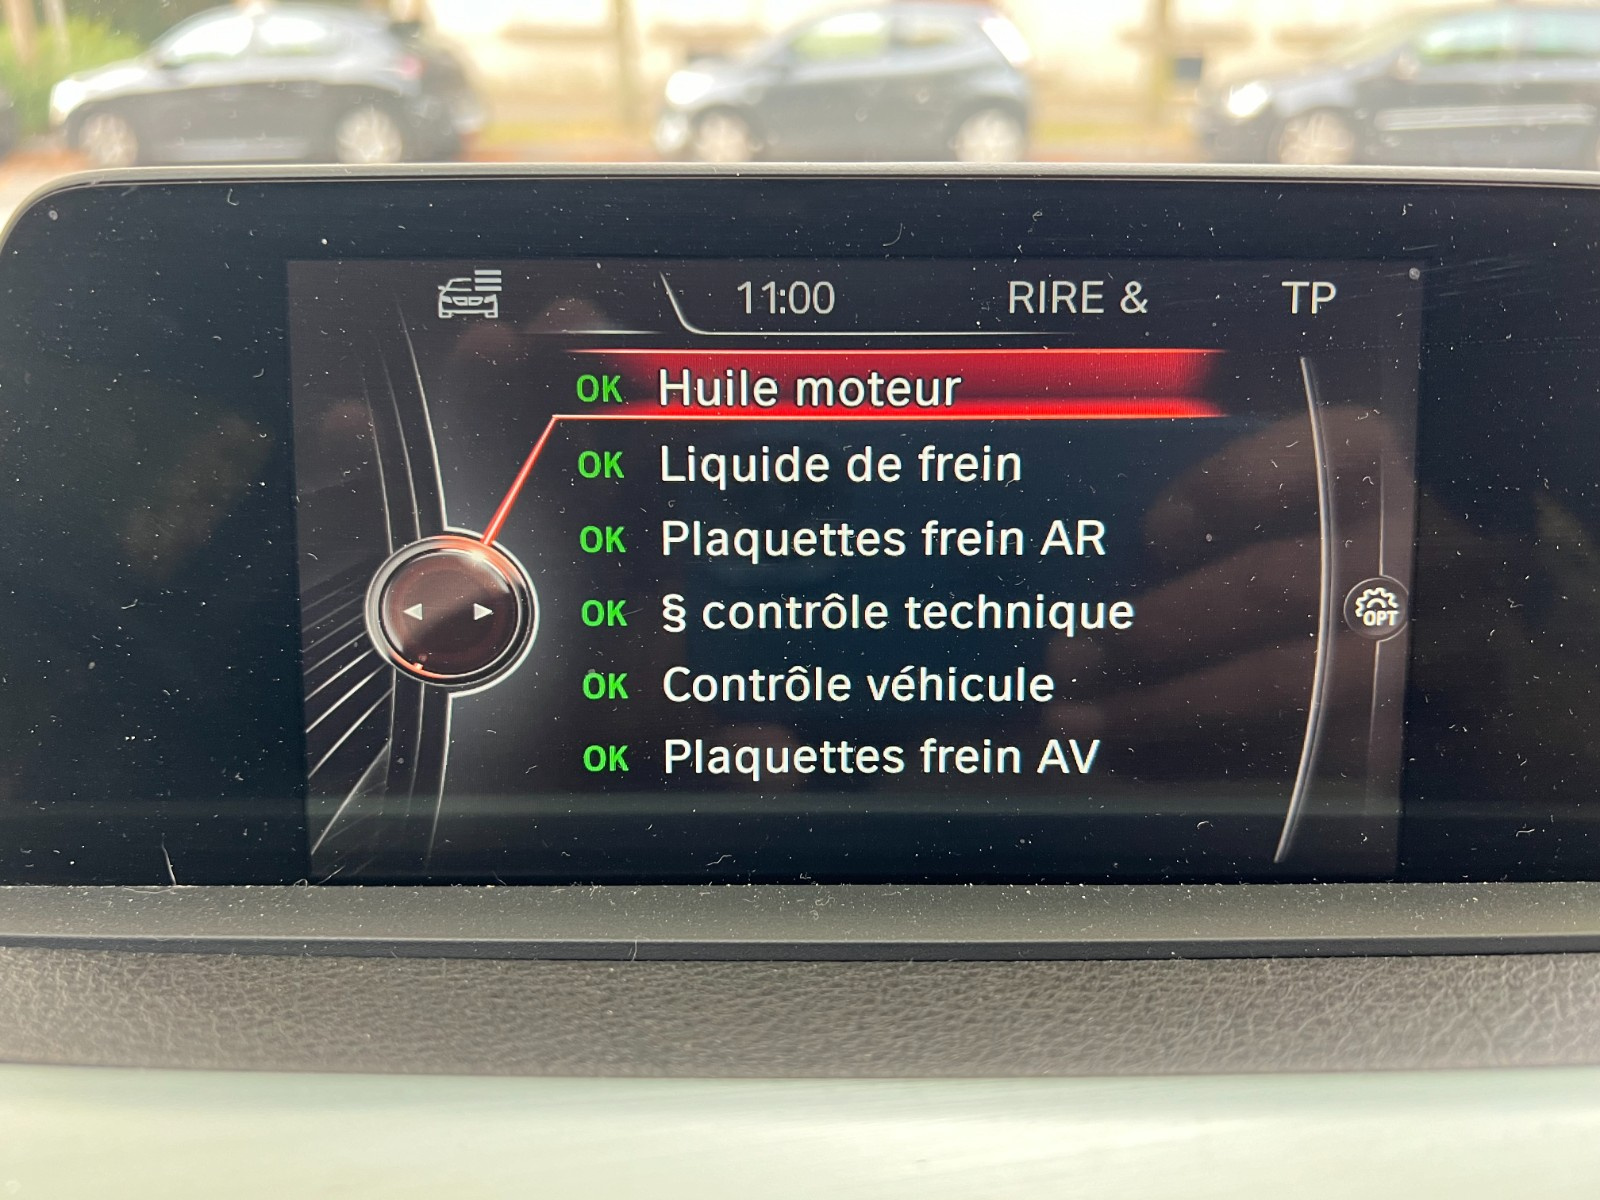 11:00 RIRE & TP
OK Huile moteur
OK Liquide de frein
OK Plaquettes frein AR
OK § contrôle technique
OK Contrôle véhicule
OK Plaquettes frein AV
OPT